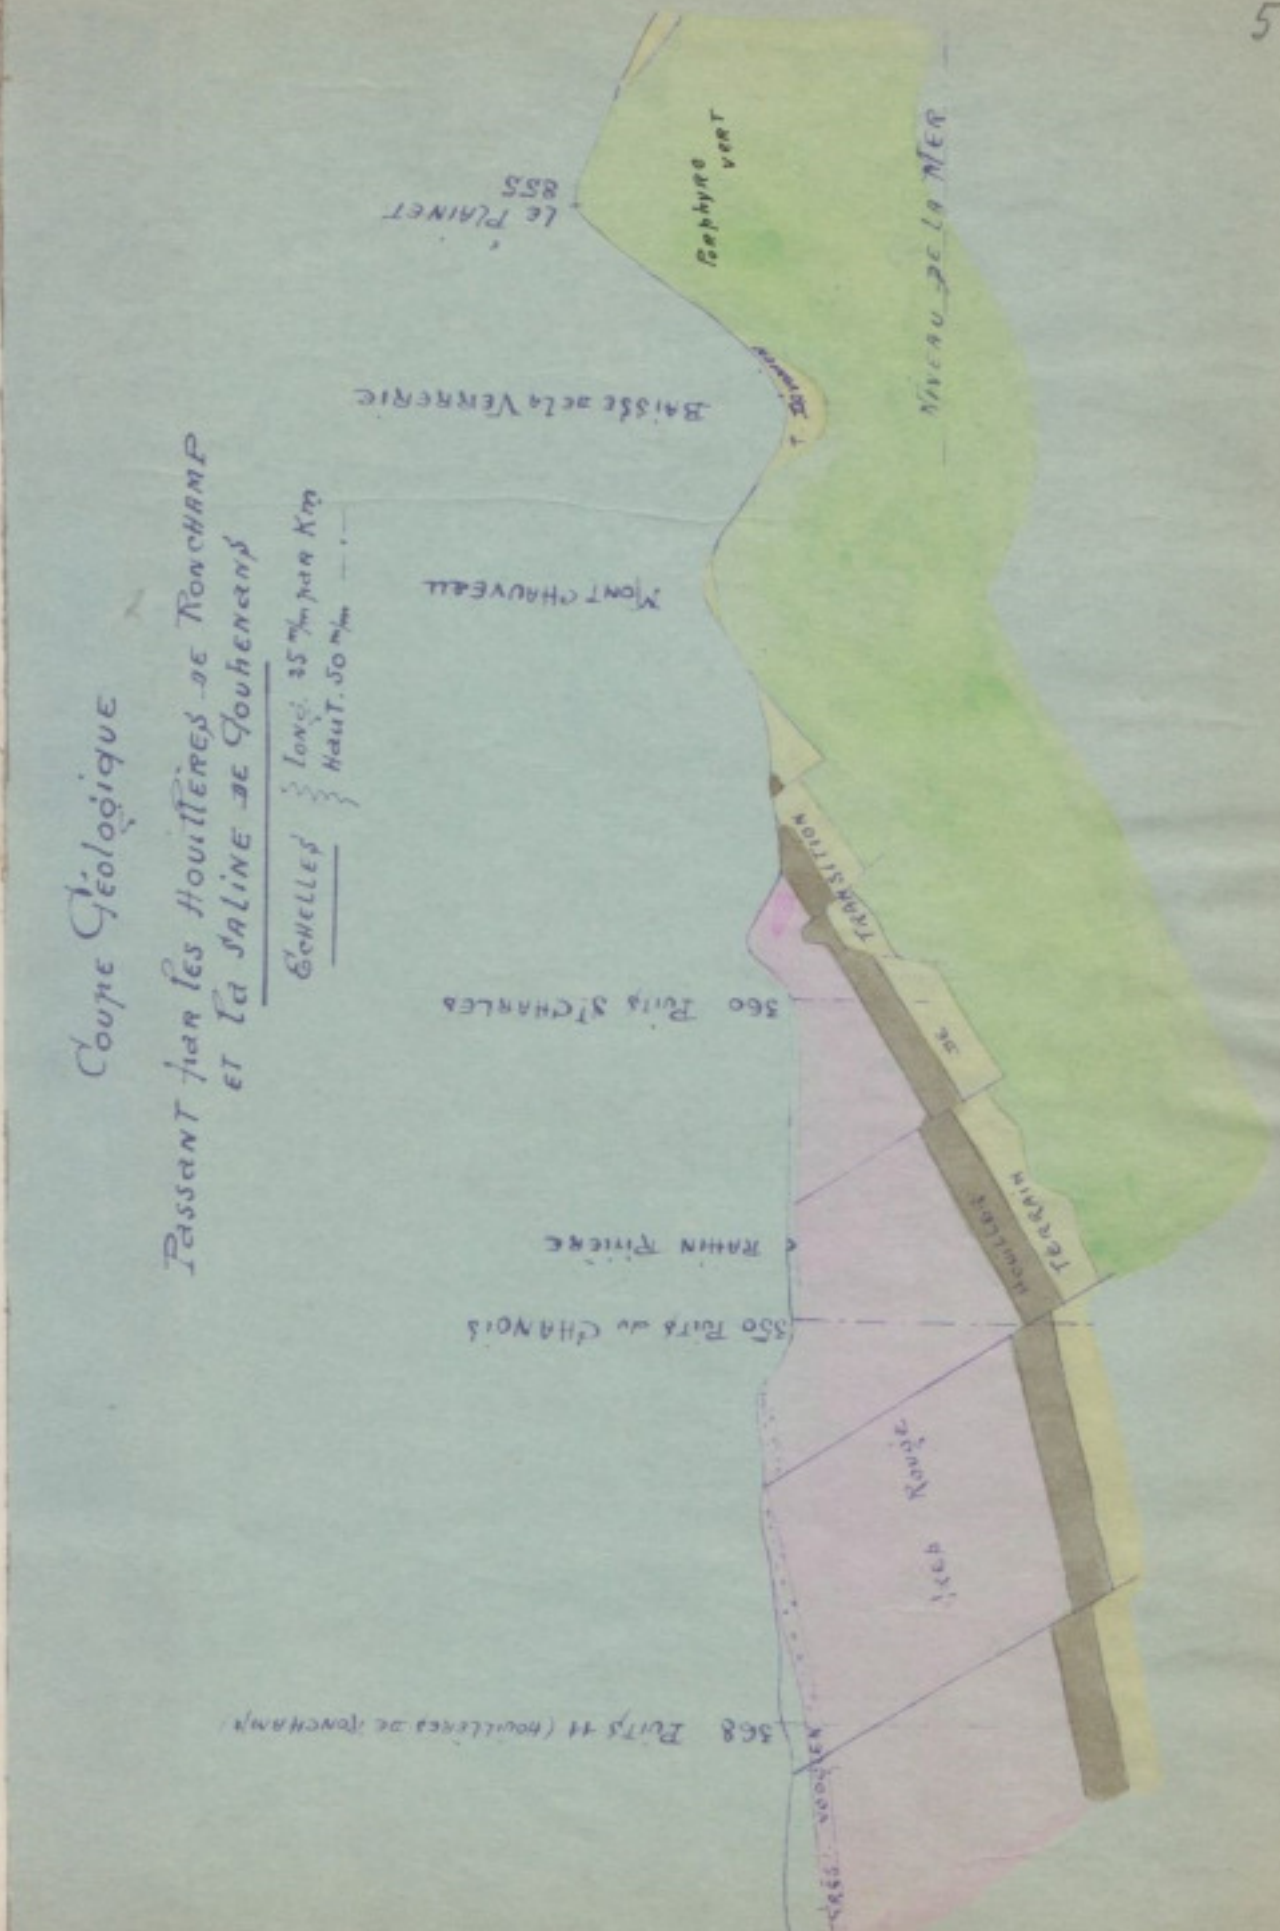 5
Coupe Géologique
Passant par les Houillères de Ronchamp
et la Saline de Gouhenans
Echelles
Long. 25 m/m par Km
Haut. 50 m/m — . —
Puits 11 (Houillères de Ronchamp)
368
350 Puits du Chanois
Rahin Rivière
360 Puits St Charles
Mont Chauveau
Baisse de la Verrerie
Le Plainet
855
Grès Vosgien
Rouge
Houiller
Terrain
de
Transition
Porphyre
vert
Niveau de la Mer